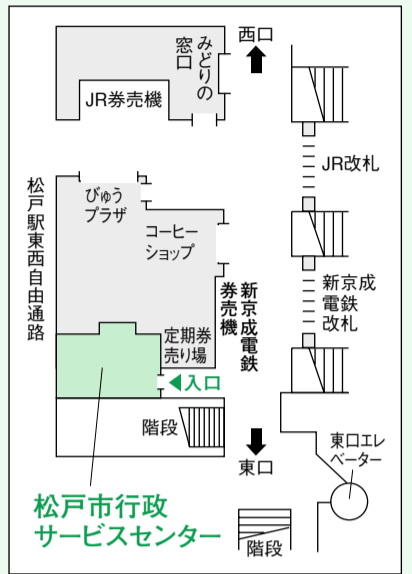 西口
みどりの
窓口
JR券売機
JR改札
松戸駅東西自由通路
びゅう
プラザ
コーヒー
ショップ
新京成電鉄
券売機
新京成
電鉄
改札
定期券
売り場
入口
階段
東口
東口エレ
ベーター
松戸市行政
サービスセンター
階段